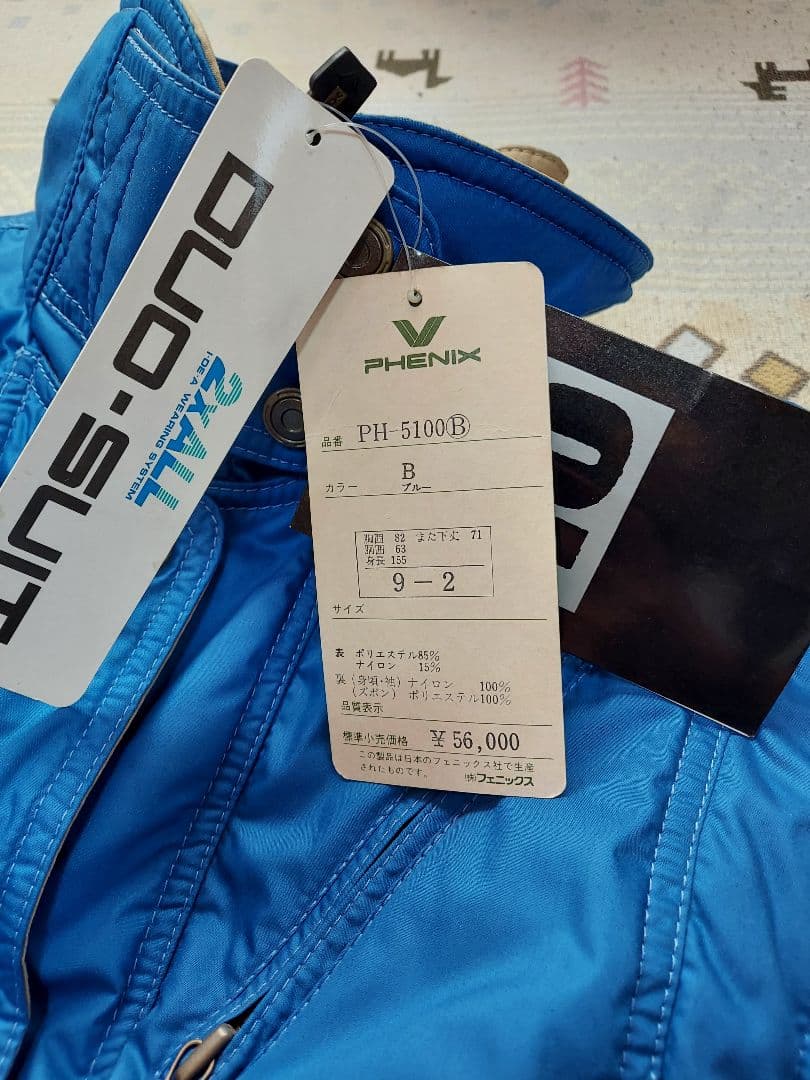 DUO-SUIT
2xALL
I·DE·A WEARING SYSTEM
PHENIX
品番 PH-5100Ⓑ
B
カラー ブルー
胸囲 82 また下丈 71
胴囲 63
身長 155
9-2
サイズ
表 ポリエステル85%
ナイロン 15%
裏 (身頃・袖) ナイロン 100%
(ズボン) ポリエステル100%
品質表示
標準小売価格 ¥56,000
この製品は日本のフェニックス社で生産
されたものです。 ㈱フェニックス